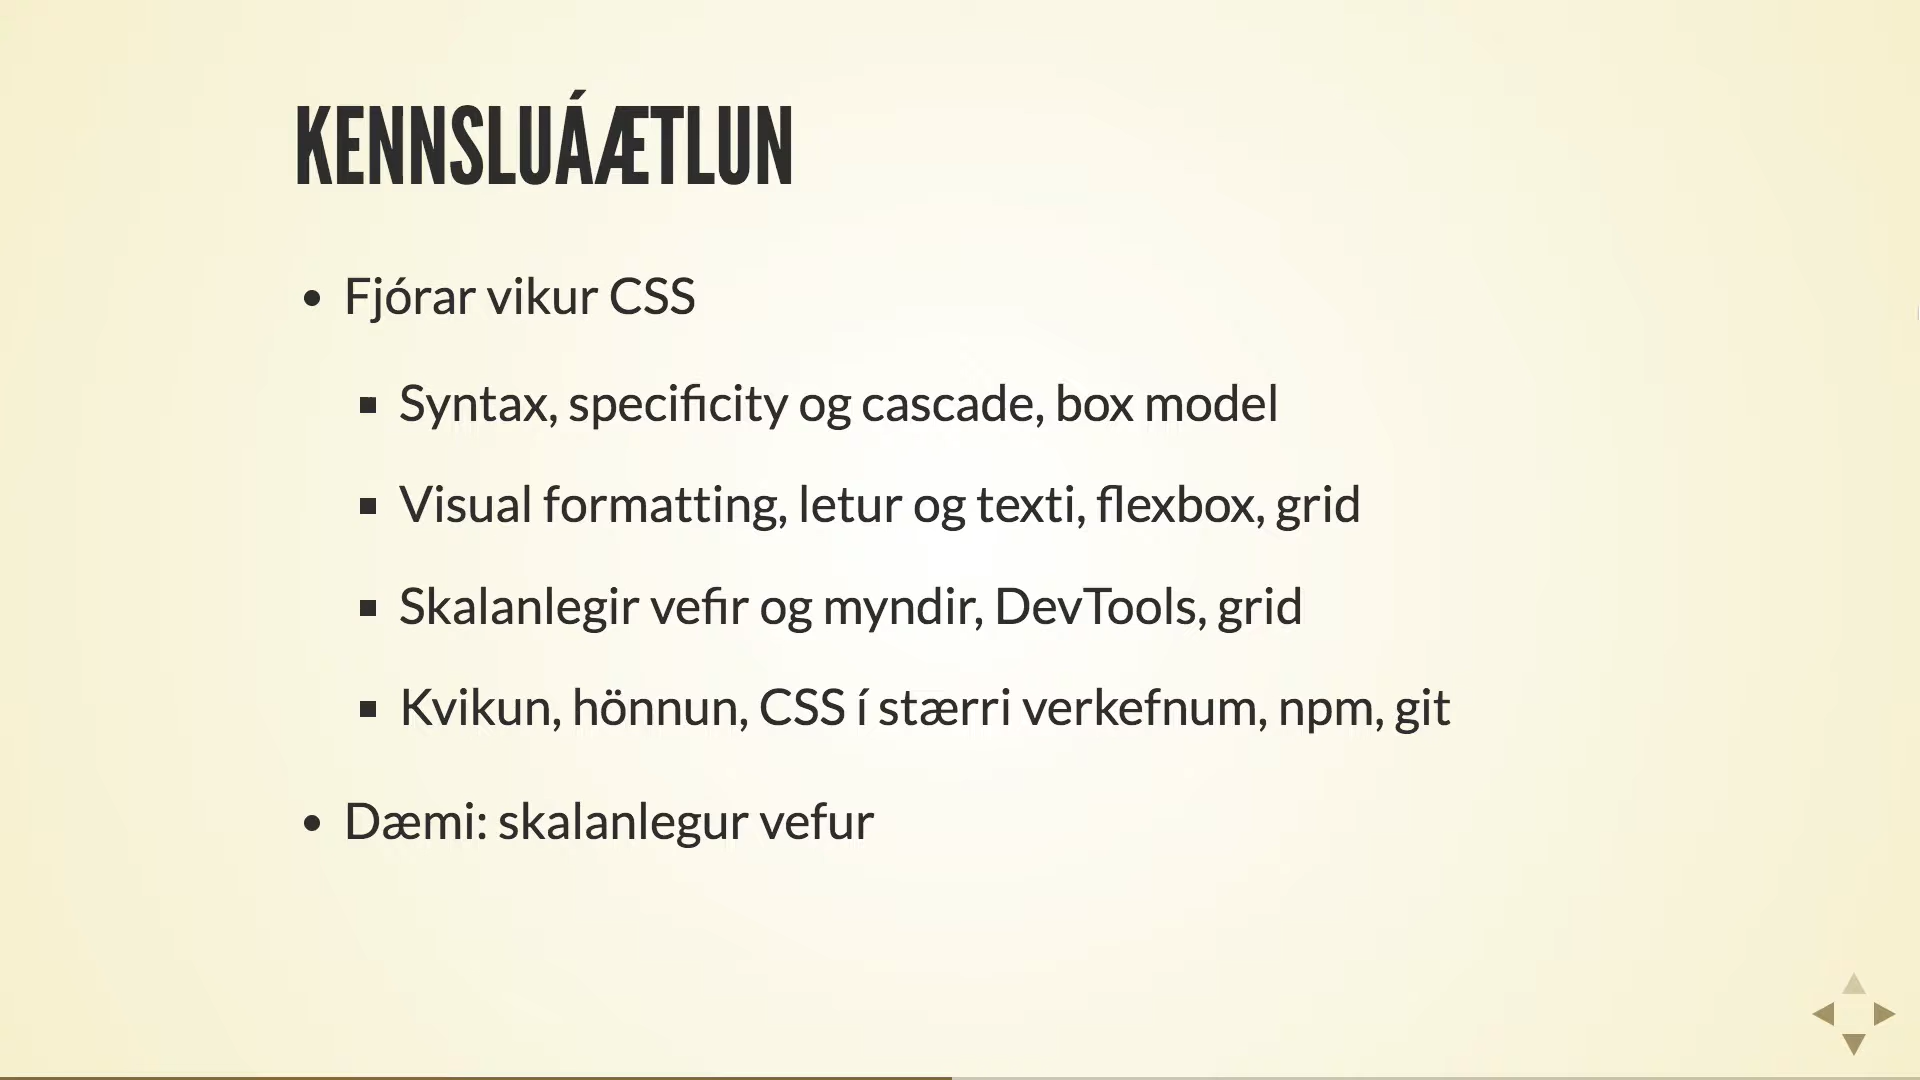 KENNSLUÁÆTLUN
Fjórar vikur CSS
Syntax, specificity og cascade, box model
Visual formatting, letur og texti, flexbox, grid
Skalanlegir vefir og myndir, DevTools, grid
Kvikun, hönnun, CSS í stærri verkefnum, npm, git
Dæmi: skalanlegur vefur